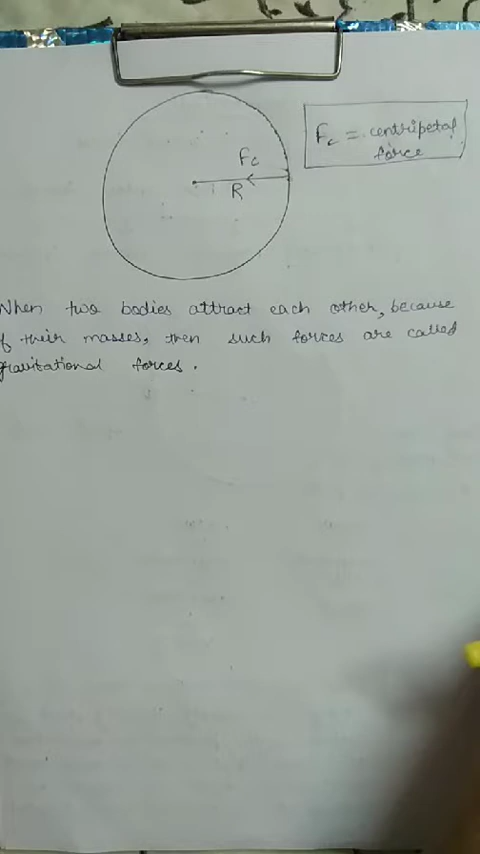 Fc = centripetal
force
Fc
R
When two bodies attract each other, because
f their masses, then such forces are called
gravitational forces.